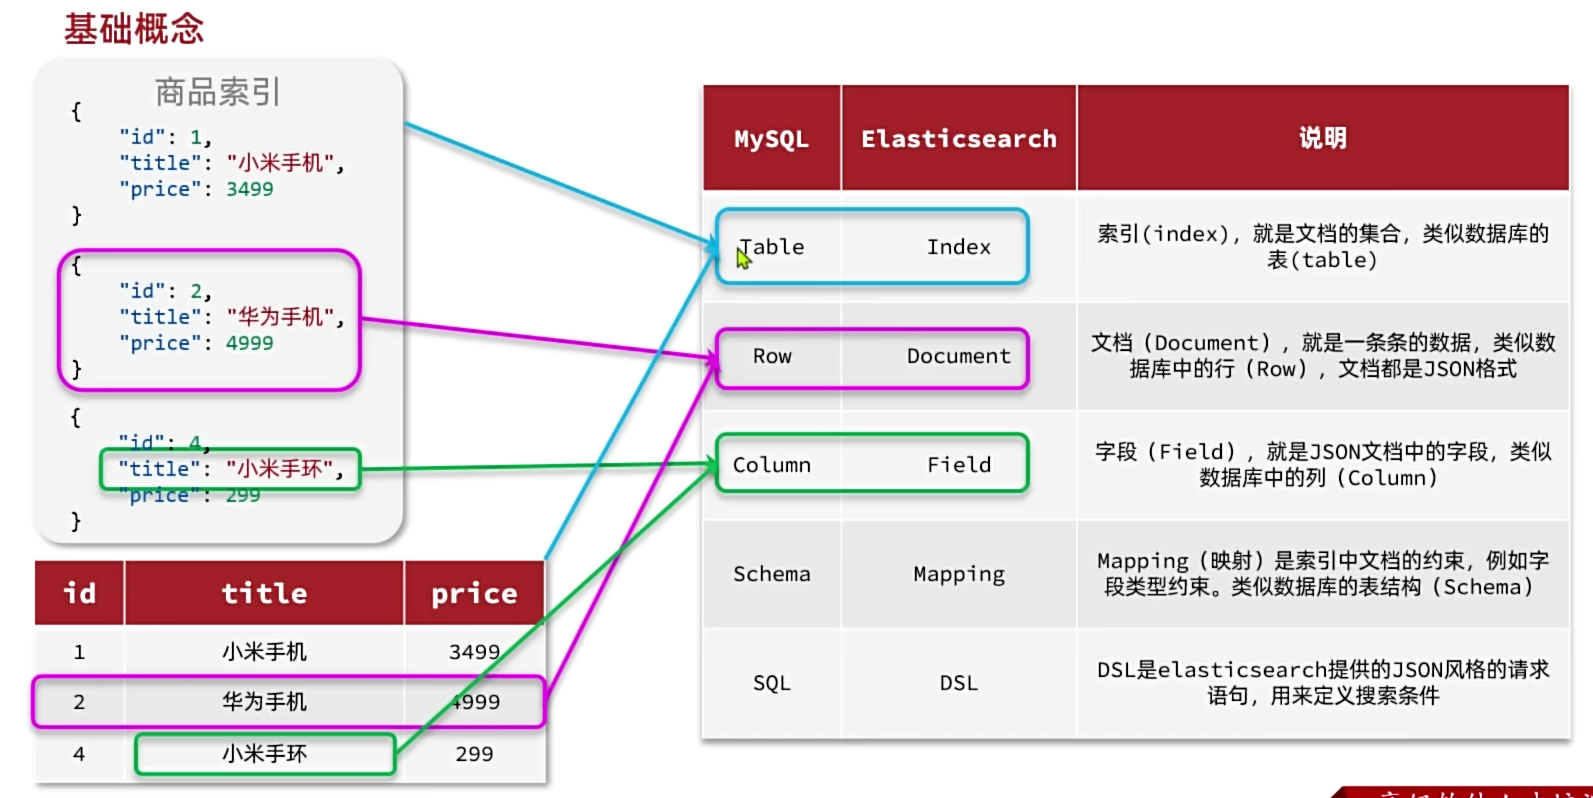 基础概念
商品索引
{
"id": 1,
"title": "小米手机",
"price": 3499
}
{
"id": 2,
"title": "华为手机",
"price": 4999
}
{
"id": 4,
"title": "小米手环",
"price": 299
}
id title price
1 小米手机 3499
2 华为手机 4999
4 小米手环 299
MySQL Elasticsearch 说明
Table Index 索引(index)，就是文档的集合，类似数据库的
表(table)
Row Document 文档（Document），就是一条条的数据，类似数
据库中的行（Row），文档都是JSON格式
Column Field 字段（Field），就是JSON文档中的字段，类似
数据库中的列（Column）
Schema Mapping Mapping（映射）是索引中文档的约束，例如字
段类型约束。类似数据库的表结构（Schema）
SQL DSL DSL是elasticsearch提供的JSON风格的请求
语句，用来定义搜索条件